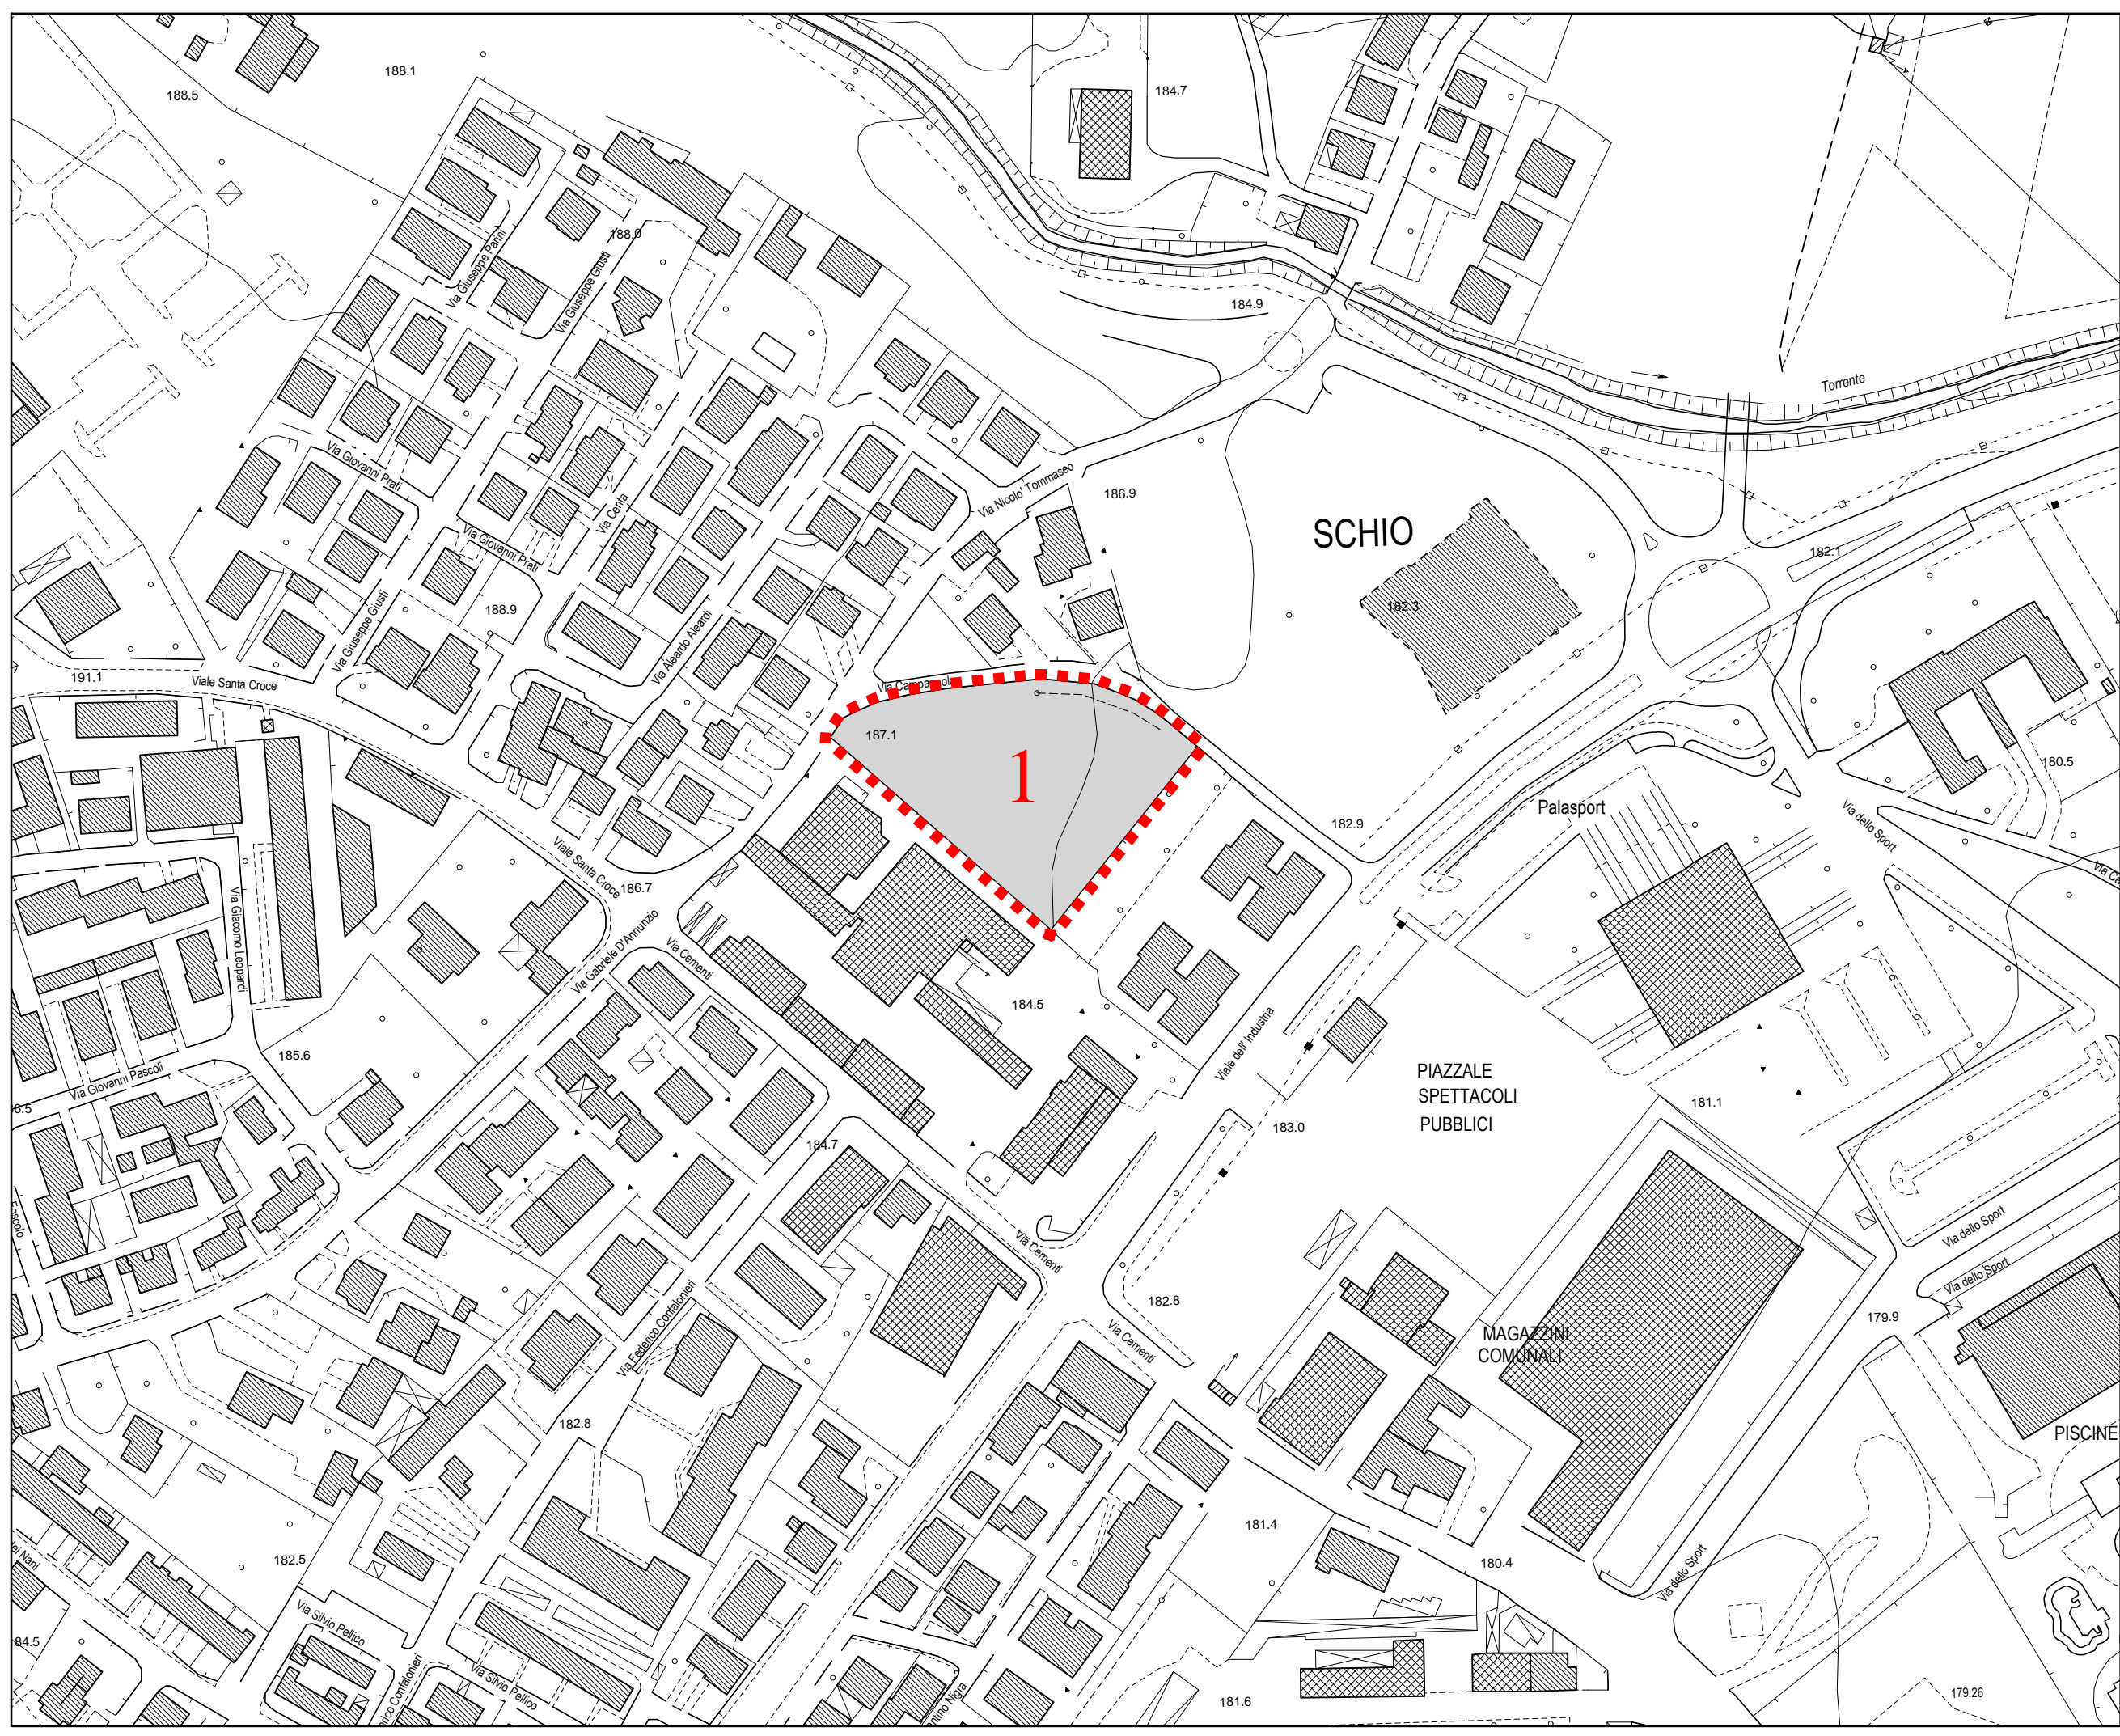 188.1
188.5
184.7
188.0
Via Giuseppe Parini
Via Giuseppe Giusti
184.9
Torrente
Via Giovanni Prati
Via Nicolo' Tommaseo
186.9
Via Centa
Via Giovanni Prati
SCHIO
182.1
188.9
182.3
Via Giuseppe Giusti
Via Aleardo Aleardi
191.1
Viale Santa Croce
Via Campagnola
187.1
1
180.5
Palasport
Via dello Sport
182.9
Viale Santa Croce
186.7
Via Giacomo Leopardi
Via Gabriele D'Annunzio
Via Cementi
184.5
185.6
Viale dell' Industria
PIAZZALE
SPETTACOLI
PUBBLICI
Via Giovanni Pascoli
181.1
183.0
184.7
Via dello Sport
Via Cementi
Via dello Sport
182.8
Via Federico Confalonieri
Via Cementi
179.9
MAGAZZINI
COMUNALI
182.8
PISCINE
181.4
182.5
180.4
Via dello Sport
Via Silvio Pellico
84.5
Via Silvio Pellico
181.6
179.26